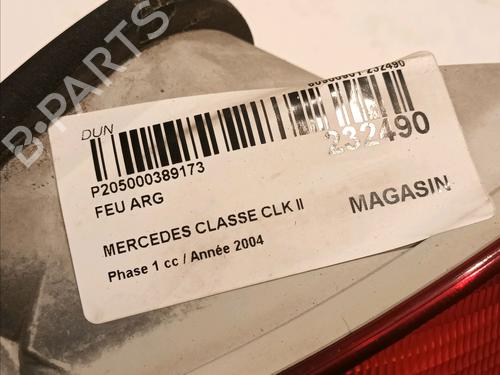 B-PARTS
DUN
P205000389173
FEU ARG
232490
MERCEDES CLASSE CLK II
MAGASIN
Phase 1 cc / Année 2004